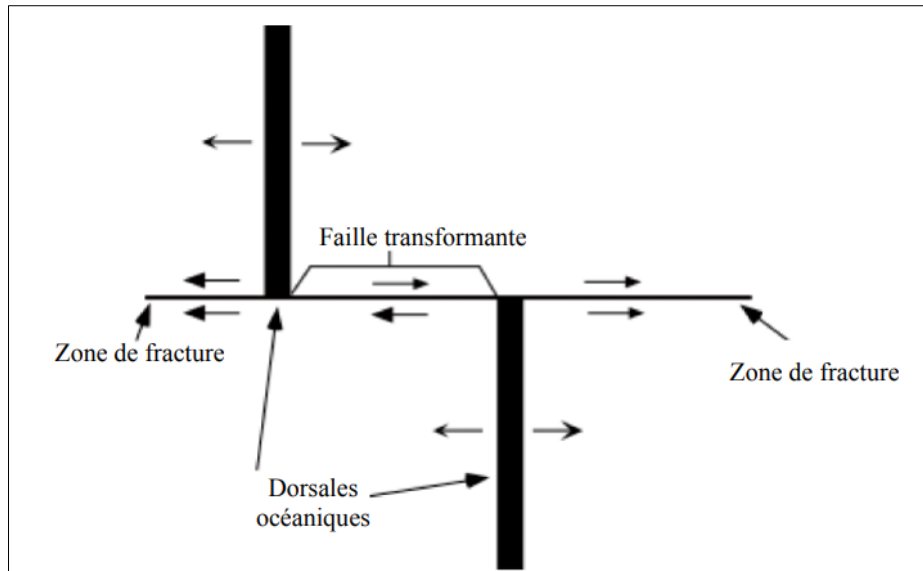 Faille transformante
Zone de fracture
Zone de fracture
Dorsales
océaniques